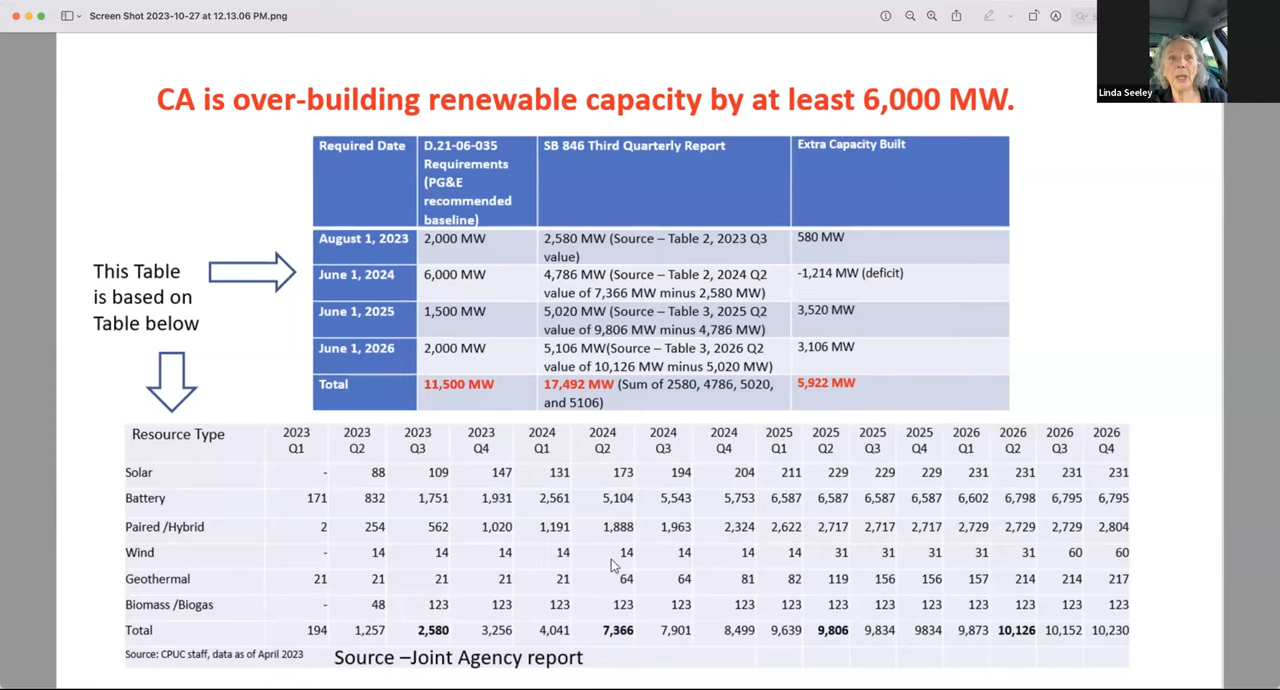 Screen Shot 2023-10-27 at 12.13.06 PM.png
Linda Seeley
CA is over-building renewable capacity by at least 6,000 MW.
Required Date D.21-06-035 Requirements (PG&E recommended baseline) SB 846 Third Quarterly Report Extra Capacity Built
August 1, 2023 2,000 MW 2,580 MW (Source – Table 2, 2023 Q3 value) 580 MW
June 1, 2024 6,000 MW 4,786 MW (Source – Table 2, 2024 Q2 value of 7,366 MW minus 2,580 MW) -1,214 MW (deficit)
June 1, 2025 1,500 MW 5,020 MW (Source – Table 3, 2025 Q2 value of 9,806 MW minus 4,786 MW) 3,520 MW
June 1, 2026 2,000 MW 5,106 MW(Source – Table 3, 2026 Q2 value of 10,126 MW minus 5,020 MW) 3,106 MW
Total 11,500 MW 17,492 MW (Sum of 2580, 4786, 5020, and 5106) 5,922 MW
This Table
is based on
Table below
Resource Type 2023 Q1 2023 Q2 2023 Q3 2023 Q4 2024 Q1 2024 Q2 2024 Q3 2024 Q4 2025 Q1 2025 Q2 2025 Q3 2025 Q4 2026 Q1 2026 Q2 2026 Q3 2026 Q4
Solar - 88 109 147 131 173 194 204 211 229 229 229 231 231 231 231
Battery 171 832 1,751 1,931 2,561 5,104 5,543 5,753 6,587 6,587 6,587 6,587 6,602 6,798 6,795 6,795
Paired /Hybrid 2 254 562 1,020 1,191 1,888 1,963 2,324 2,622 2,717 2,717 2,717 2,729 2,729 2,729 2,804
Wind - 14 14 14 14 14 14 14 14 31 31 31 31 31 60 60
Geothermal 21 21 21 21 21 64 64 81 82 119 156 156 157 214 214 217
Biomass /Biogas - 48 123 123 123 123 123 123 123 123 123 123 123 123 123 123
Total 194 1,257 2,580 3,256 4,041 7,366 7,901 8,499 9,639 9,806 9,834 9834 9,873 10,126 10,152 10,230
Source: CPUC staff, data as of April 2023
Source –Joint Agency report